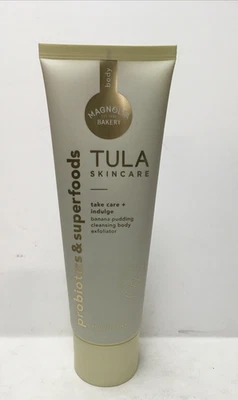 body
MAGNOLIA
BAKERY
TULA
SKINCARE
take care +
indulge
banana pudding
cleansing body
exfoliator
probiotics & superfoods